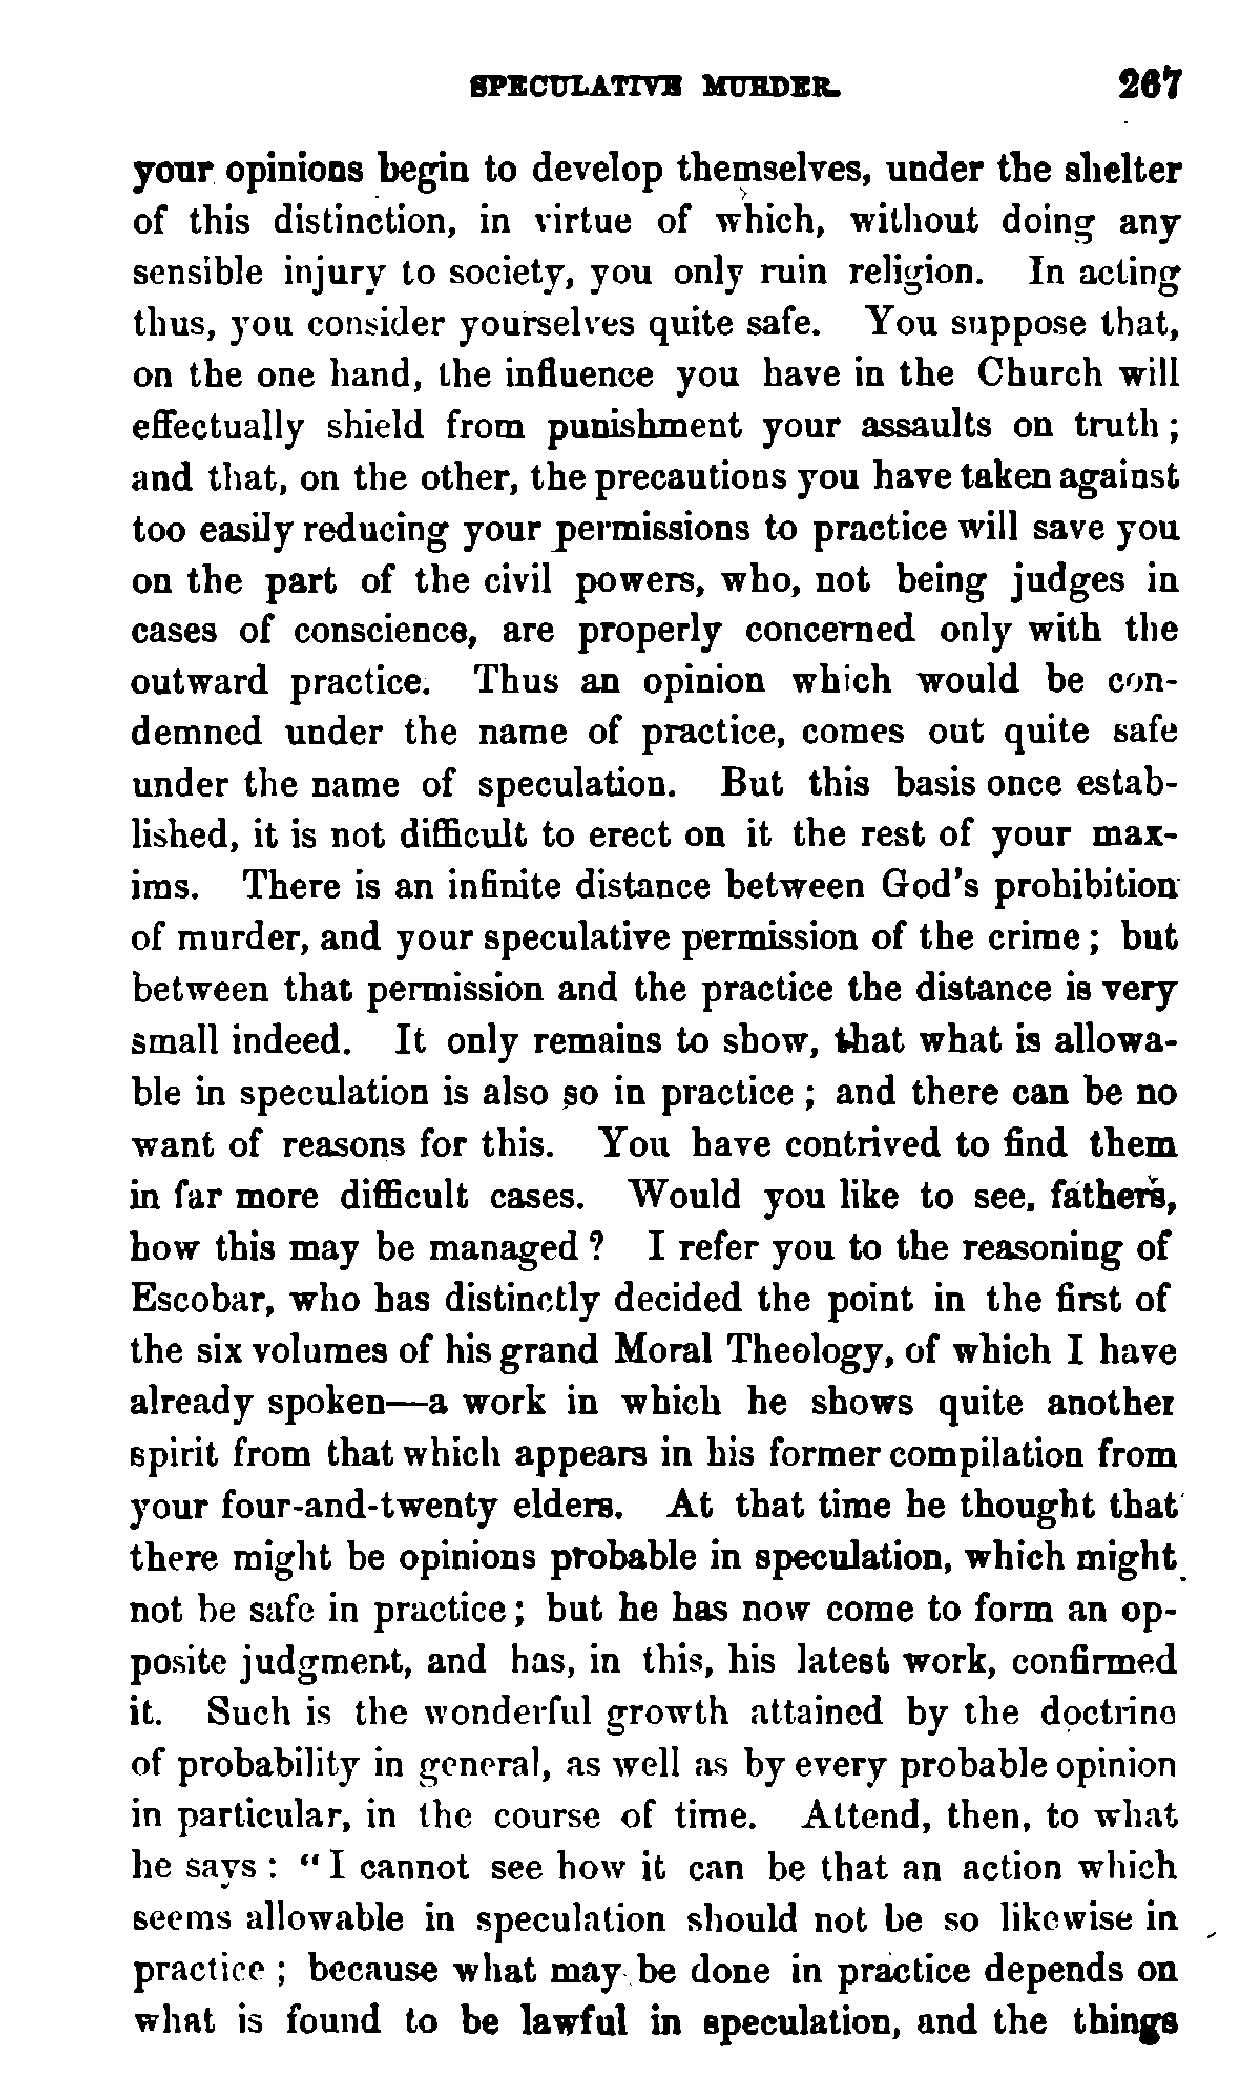 SPECULATIVE MURDER. 267
your opinions begin to develop themselves, under the shelter
of this distinction, in virtue of which, without doing any
sensible injury to society, you only ruin religion. In acting
thus, you consider yourselves quite safe. You suppose that,
on the one hand, the influence you have in the Church will
effectually shield from punishment your assaults on truth ;
and that, on the other, the precautions you have taken against
too easily reducing your permissions to practice will save you
on the part of the civil powers, who, not being judges in
cases of conscience, are properly concerned only with the
outward practice. Thus an opinion which would be con-
demned under the name of practice, comes out quite safe
under the name of speculation. But this basis once estab-
lished, it is not difficult to erect on it the rest of your max-
ims. There is an infinite distance between God's prohibition
of murder, and your speculative permission of the crime ; but
between that permission and the practice the distance is very
small indeed. It only remains to show, that what is allowa-
ble in speculation is also so in practice ; and there can be no
want of reasons for this. You have contrived to find them
in far more difficult cases. Would you like to see, fathers,
how this may be managed ? I refer you to the reasoning of
Escobar, who has distinctly decided the point in the first of
the six volumes of his grand Moral Theology, of which I have
already spoken—a work in which he shows quite another
spirit from that which appears in his former compilation from
your four-and-twenty elders. At that time he thought that
there might be opinions probable in speculation, which might
not be safe in practice ; but he has now come to form an op-
posite judgment, and has, in this, his latest work, confirmed
it. Such is the wonderful growth attained by the doctrine
of probability in general, as well as by every probable opinion
in particular, in the course of time. Attend, then, to what
he says : “ I cannot see how it can be that an action which
seems allowable in speculation should not be so likewise in
practice ; because what may be done in practice depends on
what is found to be lawful in speculation, and the things